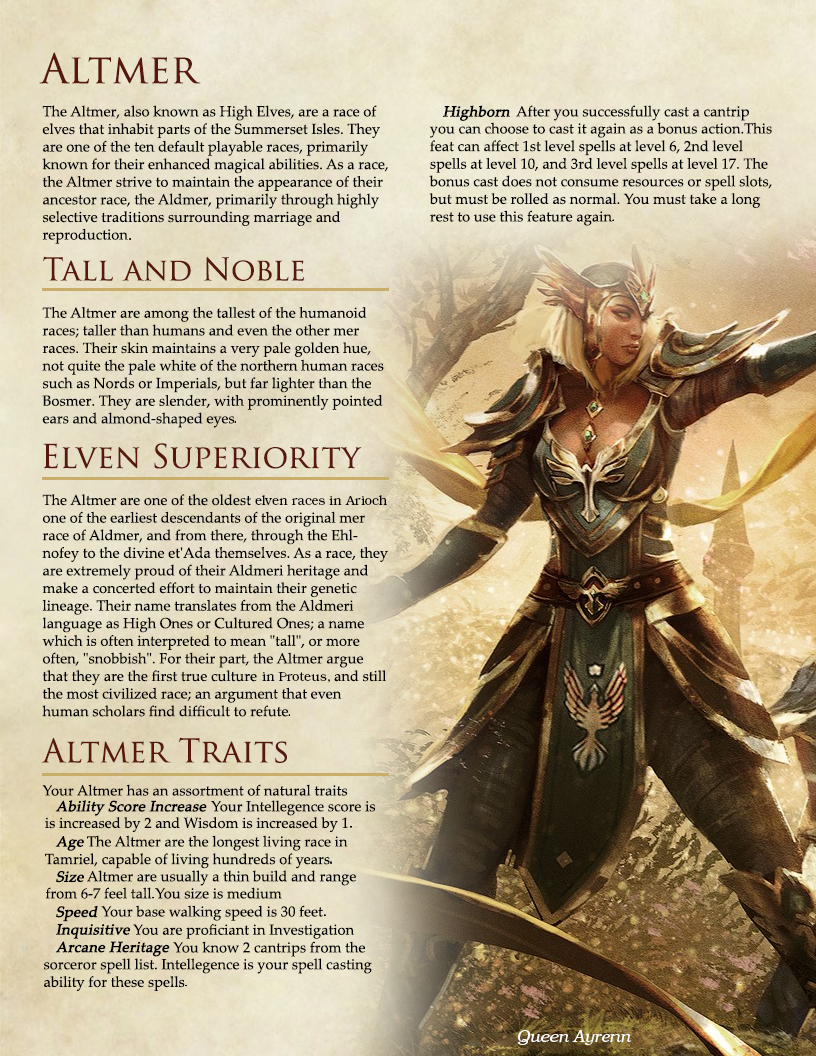 ALTMER
The Altmer, also known as High Elves, are a race of
elves that inhabit parts of the Summerset Isles. They
are one of the ten default playable races, primarily
known for their enhanced magical abilities. As a race,
the Altmer strive to maintain the appearance of their
ancestor race, the Aldmer, primarily through highly
selective traditions surrounding marriage and
reproduction.
TALL AND NOBLE
The Altmer are among the tallest of the humanoid
races; taller than humans and even the other mer
races. Their skin maintains a very pale golden hue,
not quite the pale white of the northern human races
such as Nords or Imperials, but far lighter than the
Bosmer. They are slender, with prominently pointed
ears and almond-shaped eyes.
ELVEN SUPERIORITY
The Altmer are one of the oldest elven races in Arioch
one of the earliest descendants of the original mer
race of Aldmer, and from there, through the Ehl-
nofey to the divine et'Ada themselves. As a race, they
are extremely proud of their Aldmeri heritage and
make a concerted effort to maintain their genetic
lineage. Their name translates from the Aldmeri
language as High Ones or Cultured Ones; a name
which is often interpreted to mean "tall", or more
often, "snobbish". For their part, the Altmer argue
that they are the first true culture in Proteus, and still
the most civilized race; an argument that even
human scholars find difficult to refute.
ALTMER TRAITS
Your Altmer has an assortment of natural traits
Ability Score Increase Your Intellegence score is
is increased by 2 and Wisdom is increased by 1.
Age The Altmer are the longest living race in
Tamriel, capable of living hundreds of years.
Size Altmer are usually a thin build and range
from 6-7 feel tall.You size is medium
Speed Your base walking speed is 30 feet.
Inquisitive You are proficiant in Investigation
Arcane Heritage You know 2 cantrips from the
sorceror spell list. Intellegence is your spell casting
ability for these spells.
Highborn After you successfully cast a cantrip
you can choose to cast it again as a bonus action.This
feat can affect 1st level spells at level 6, 2nd level
spells at level 10, and 3rd level spells at level 17. The
bonus cast does not consume resources or spell slots,
but must be rolled as normal. You must take a long
rest to use this feature again.
Queen Ayrenn